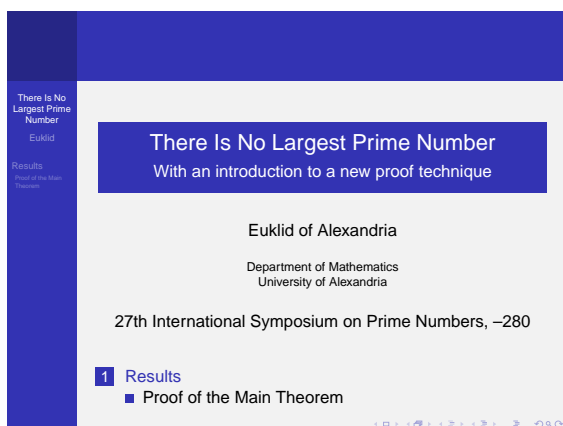 There Is No
Largest Prime
Number
Euklid
Results
Proof of the Main
Theorem
There Is No Largest Prime Number
With an introduction to a new proof technique
Euklid of Alexandria
Department of Mathematics
University of Alexandria
27th International Symposium on Prime Numbers, –280
1 Results
Proof of the Main Theorem